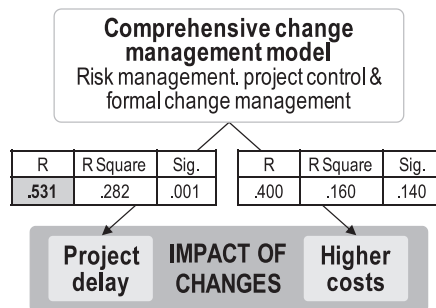 Comprehensive change
management model
Risk management. project control &
formal change management
R R Square Sig.
.531 .282 .001
R R Square Sig.
.400 .160 .140
Project
delay
IMPACT OF
CHANGES
Higher
costs